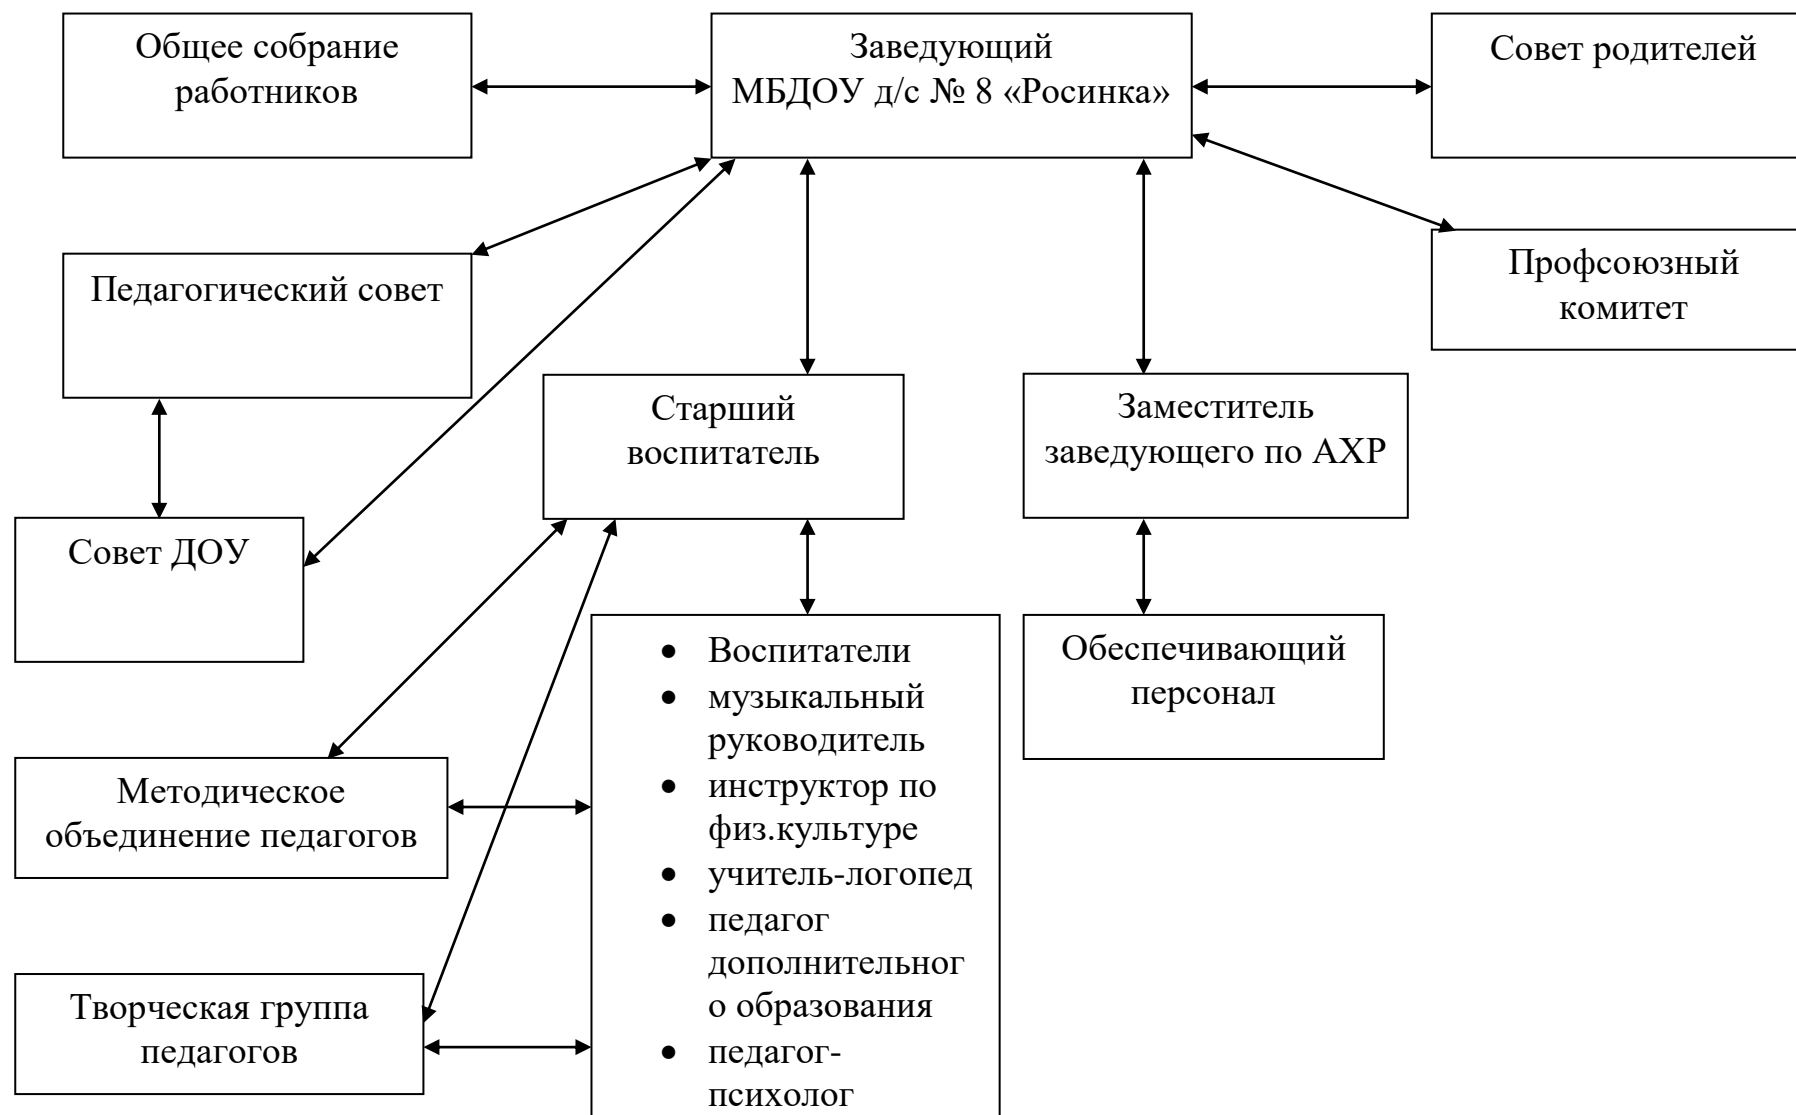 Общее собрание
работников
Заведующий
МБДОУ д/с № 8 «Росинка»
Совет родителей
Педагогический совет
Профсоюзный
комитет
Старший
воспитатель
Заместитель
заведующего по АХР
Совет ДОУ
• Воспитатели
• музыкальный
руководитель
• инструктор по
физ.культуре
• учитель-логопед
• педагог
дополнительног
о образования
• педагог-
психолог
Обеспечивающий
персонал
Методическое
объединение педагогов
Творческая группа
педагогов